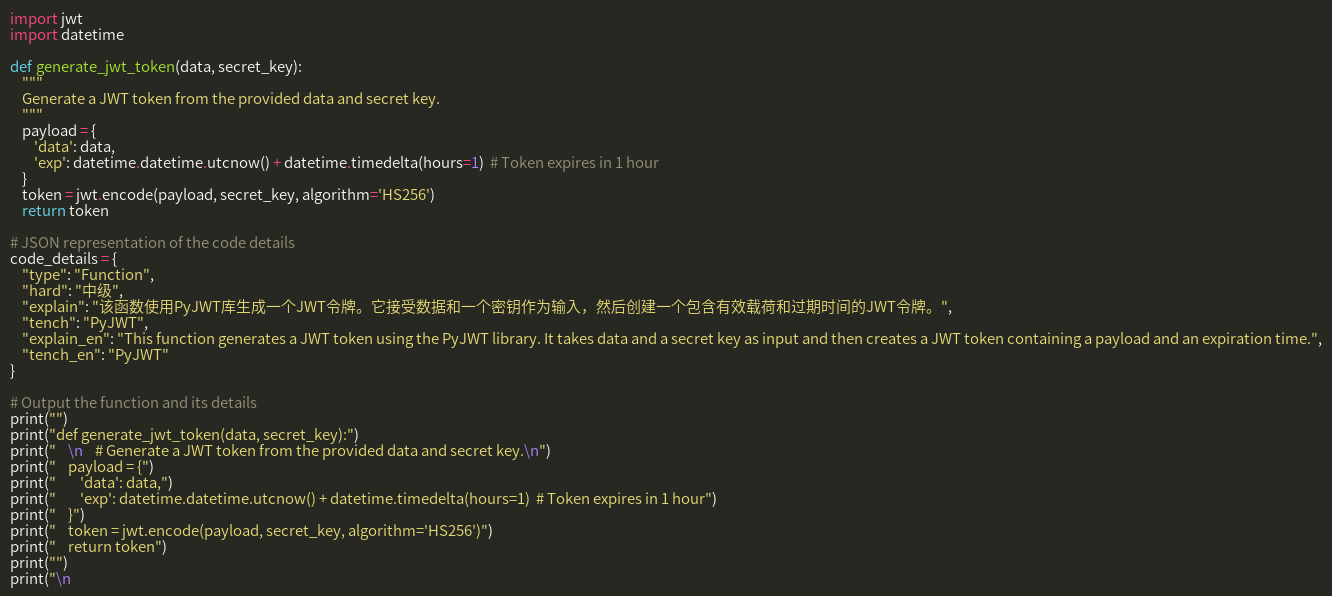 import jwt
import datetime

def generate_jwt_token(data, secret_key):
    """
    Generate a JWT token from the provided data and secret key.
    """
    payload = {
        'data': data,
        'exp': datetime.datetime.utcnow() + datetime.timedelta(hours=1)  # Token expires in 1 hour
    }
    token = jwt.encode(payload, secret_key, algorithm='HS256')
    return token

# JSON representation of the code details
code_details = {
    "type": "Function",
    "hard": "中级",
    "explain": "该函数使用PyJWT库生成一个JWT令牌。它接受数据和一个密钥作为输入，然后创建一个包含有效载荷和过期时间的JWT令牌。",
    "tench": "PyJWT",
    "explain_en": "This function generates a JWT token using the PyJWT library. It takes data and a secret key as input and then creates a JWT token containing a payload and an expiration time.",
    "tench_en": "PyJWT"
}

# Output the function and its details
print("")
print("def generate_jwt_token(data, secret_key):")
print("    \n    # Generate a JWT token from the provided data and secret key.\n")
print("    payload = {")
print("        'data': data,")
print("        'exp': datetime.datetime.utcnow() + datetime.timedelta(hours=1)  # Token expires in 1 hour")
print("    }")
print("    token = jwt.encode(payload, secret_key, algorithm='HS256')")
print("    return token")
print("")
print("\n